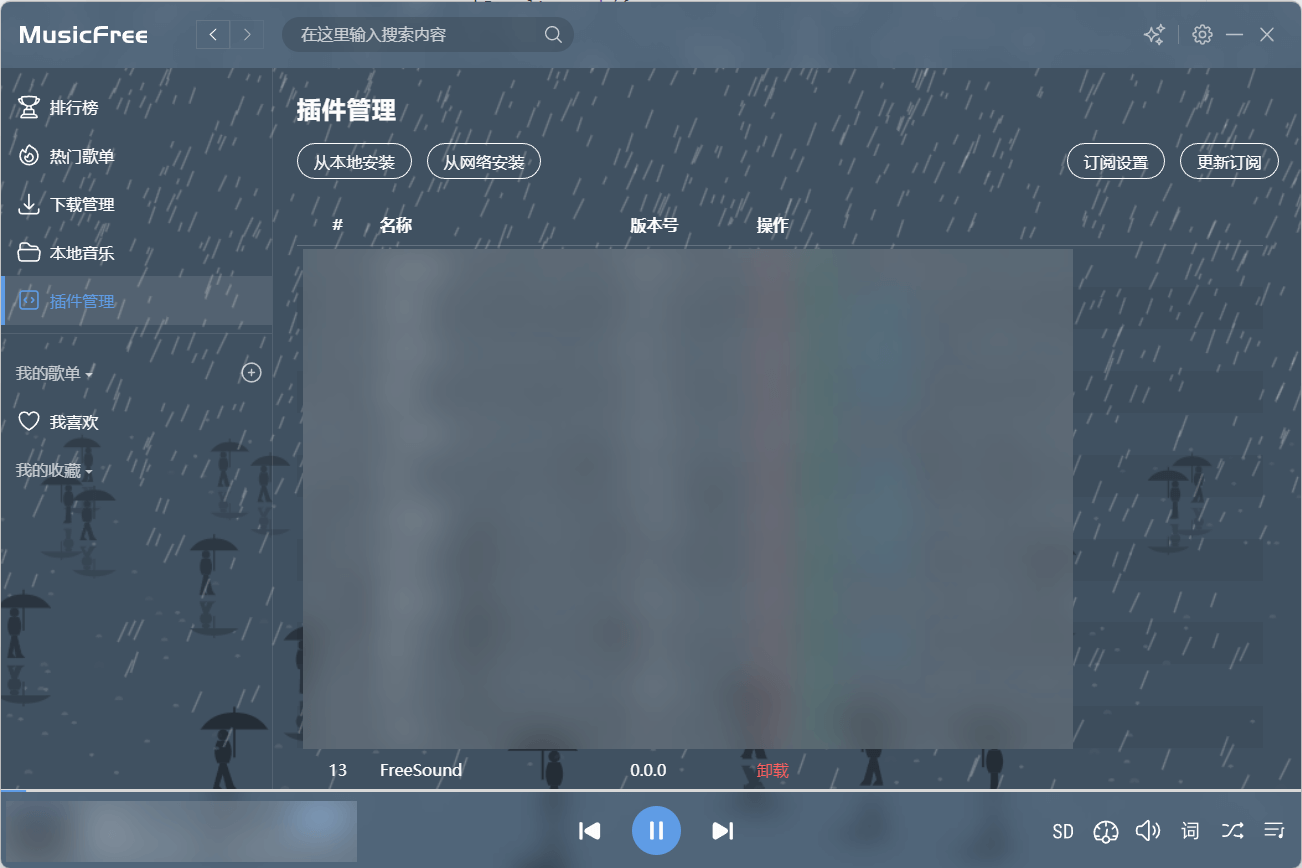 MusicFree
在这里输入搜索内容
排行榜
热门歌单
下载管理
本地音乐
插件管理
我的歌单
我喜欢
我的收藏
插件管理
从本地安装 从网络安装 订阅设置 更新订阅
# 名称 版本号 操作
13 FreeSound 0.0.0 卸载
SD 词